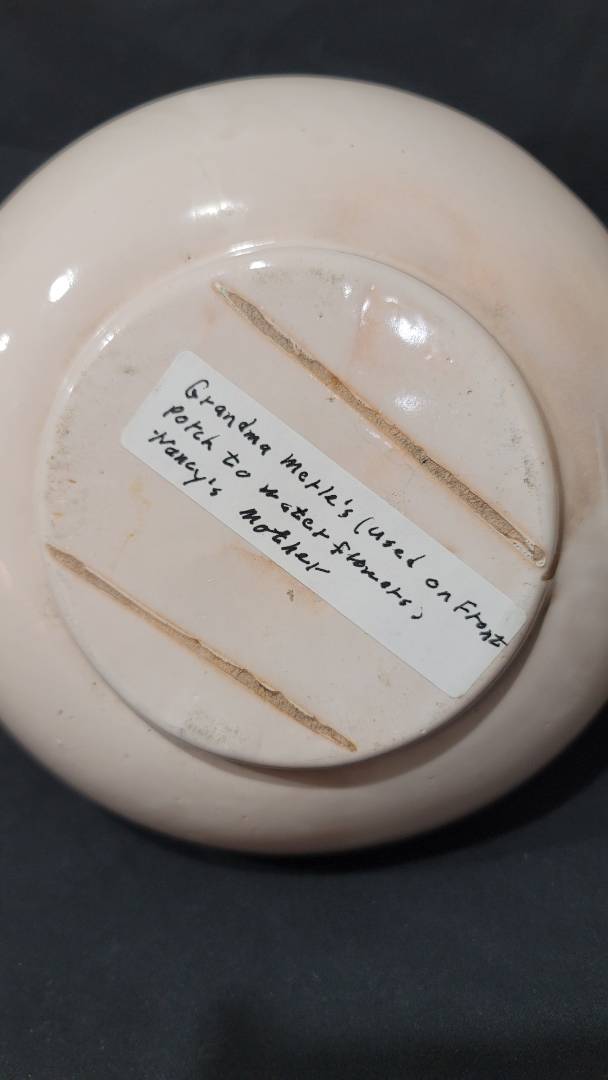 Grandma Merle's (used on Front
porch to water flowers)
Nancy's Mother